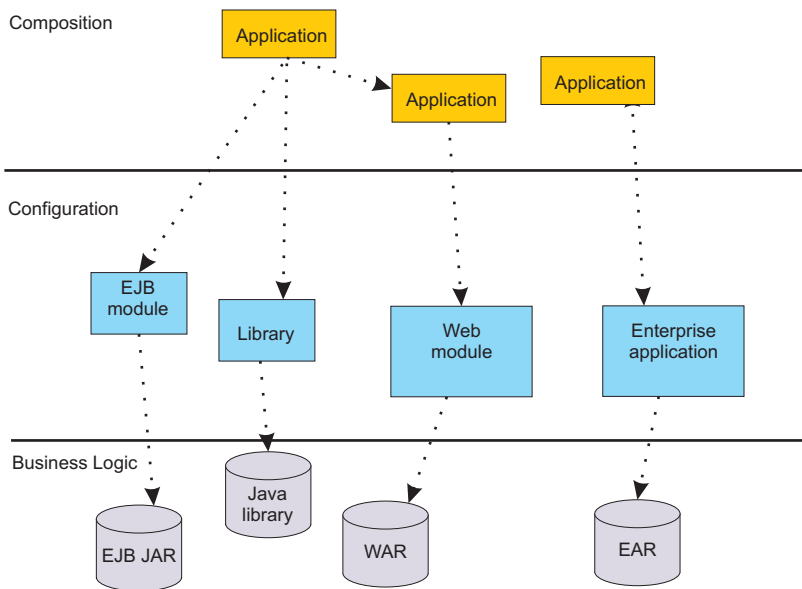 Composition
Application
Application
Application
Configuration
EJB
module
Library
Web
module
Enterprise
application
Business Logic
EJB JAR
Java
library
WAR
EAR